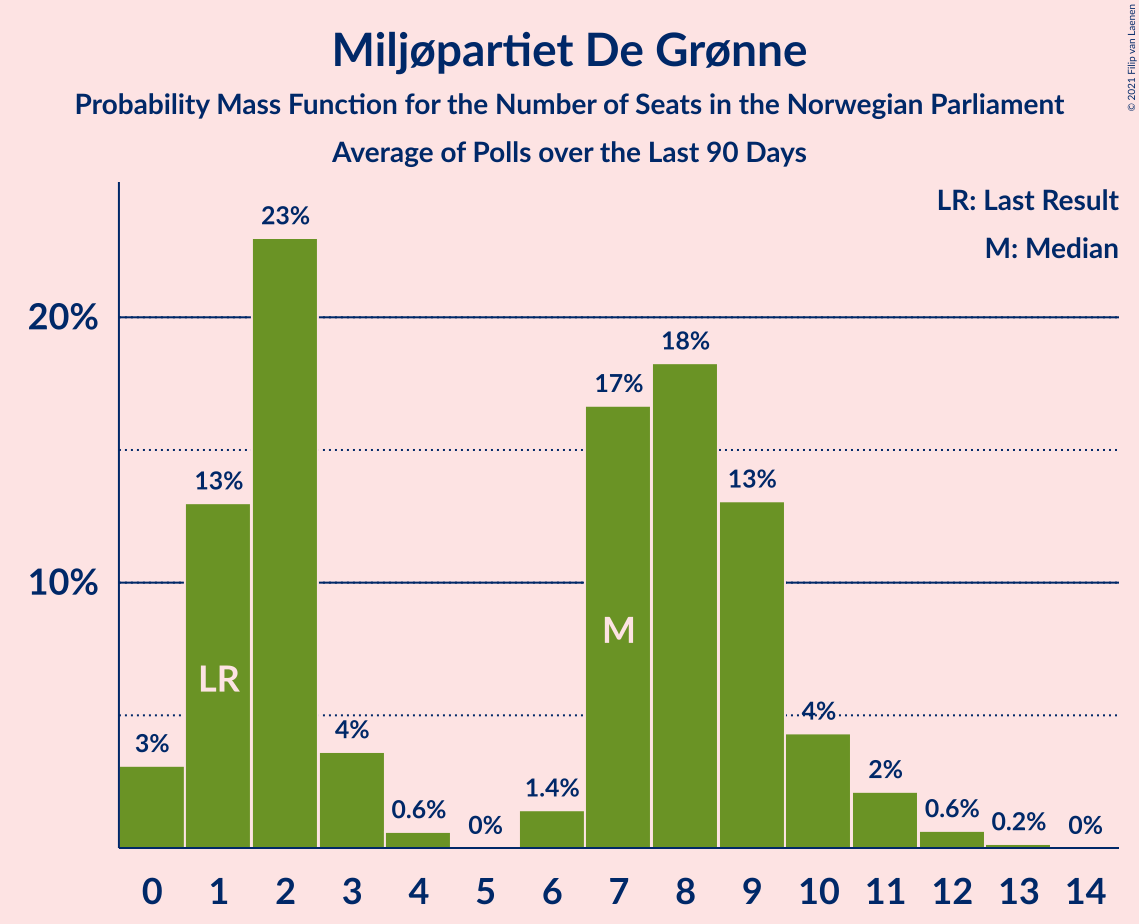 Miljøpartiet De Grønne
Probability Mass Function for the Number of Seats in the Norwegian Parliament
Average of Polls over the Last 90 Days
© 2021 Filip van Laenen
LR: Last Result
M: Median
20%
10%
3%
13%
23%
4%
0.6%
0%
1.4%
17%
18%
13%
4%
2%
0.6%
0.2%
0%
LR
M
0 1 2 3 4 5 6 7 8 9 10 11 12 13 14